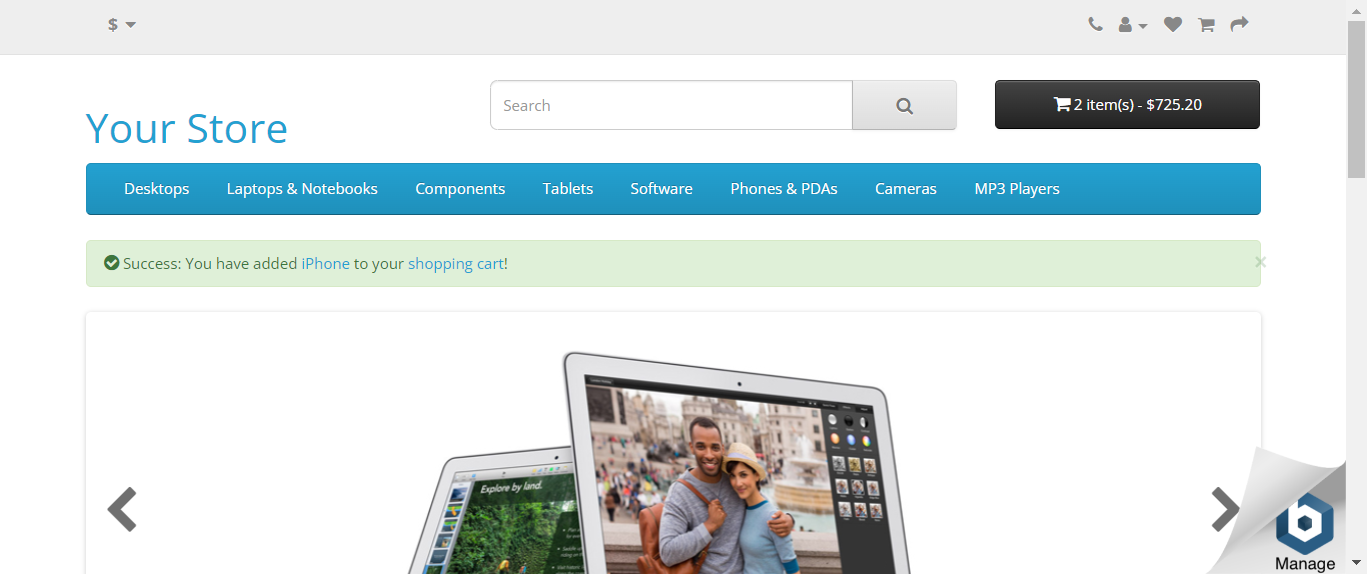 $
Search
2 item(s) - $725.20
Your Store
Desktops Laptops & Notebooks Components Tablets Software Phones & PDAs Cameras MP3 Players
Success: You have added iPhone to your shopping cart!
×
Explore by land.
b
Manage